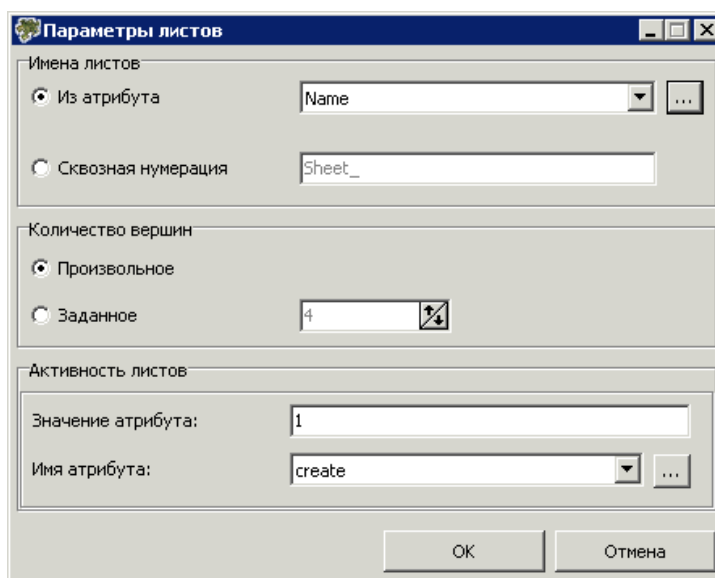 Параметры листов
Имена листов
Из атрибута Name ...
Сквозная нумерация Sheet_
Количество вершин
Произвольное
Заданное 4
Активность листов
Значение атрибута: 1
Имя атрибута: create ...
OK Отмена